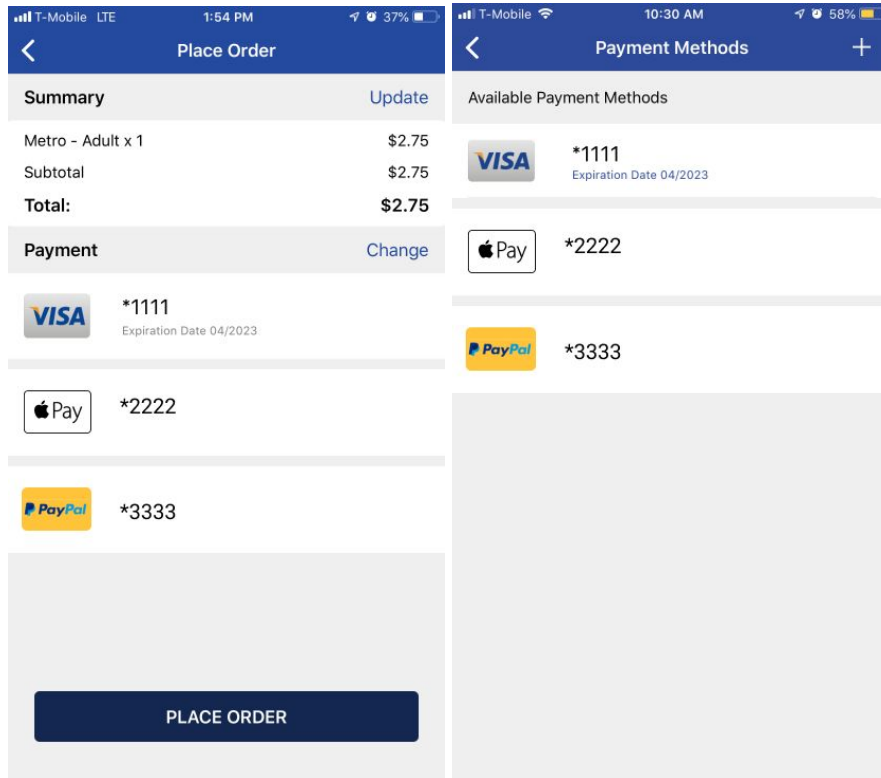 T-Mobile LTE 1:54 PM 37%
Place Order
Summary Update
Metro - Adult x 1 $2.75
Subtotal $2.75
Total: $2.75
Payment Change
VISA *1111
Expiration Date 04/2023
Pay *2222
PayPal *3333
PLACE ORDER
T-Mobile 10:30 AM 58%
Payment Methods +
Available Payment Methods
VISA *1111
Expiration Date 04/2023
Pay *2222
PayPal *3333